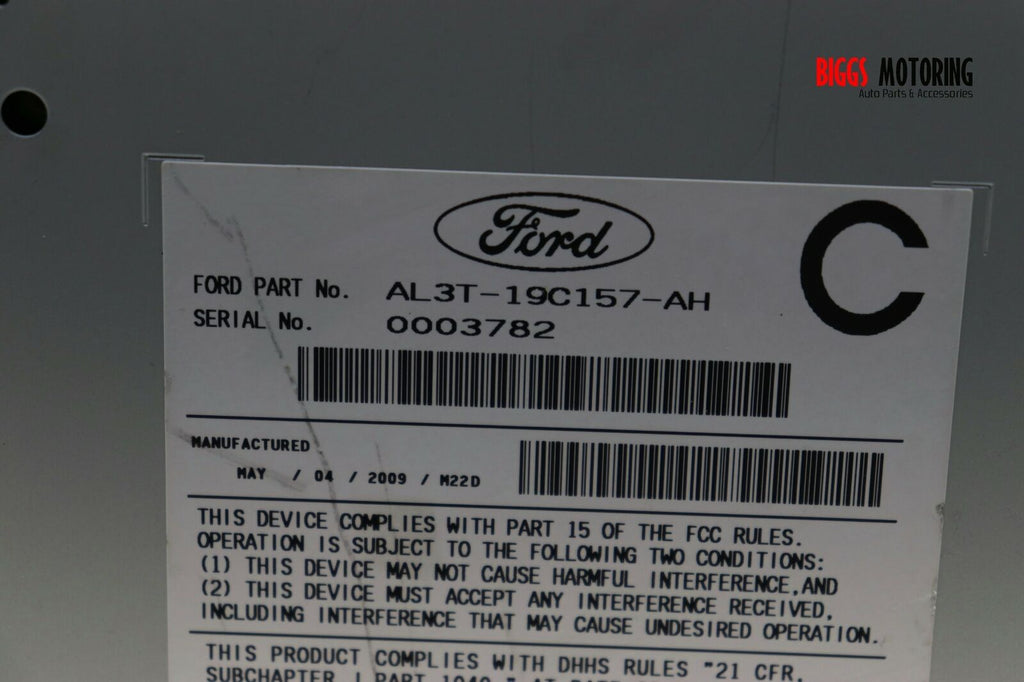 BIGGS MOTORING
Auto Parts & Accessories
Ford
C
FORD PART No. AL3T-19C157-AH
SERIAL No. 0003782
MANUFACTURED
MAY / 04 / 2009 / M22D
THIS DEVICE COMPLIES WITH PART 15 OF THE FCC RULES.
OPERATION IS SUBJECT TO THE FOLLOWING TWO CONDITIONS:
(1) THIS DEVICE MAY NOT CAUSE HARMFUL INTERFERENCE,AND
(2) THIS DEVICE MUST ACCEPT ANY INTERFERENCE RECEIVED,
INCLUDING INTERFERENCE THAT MAY CAUSE UNDESIRED OPERATION.
THIS PRODUCT COMPLIES WITH DHHS RULES "21 CFR,
SUBCHAPTER J PART 1040